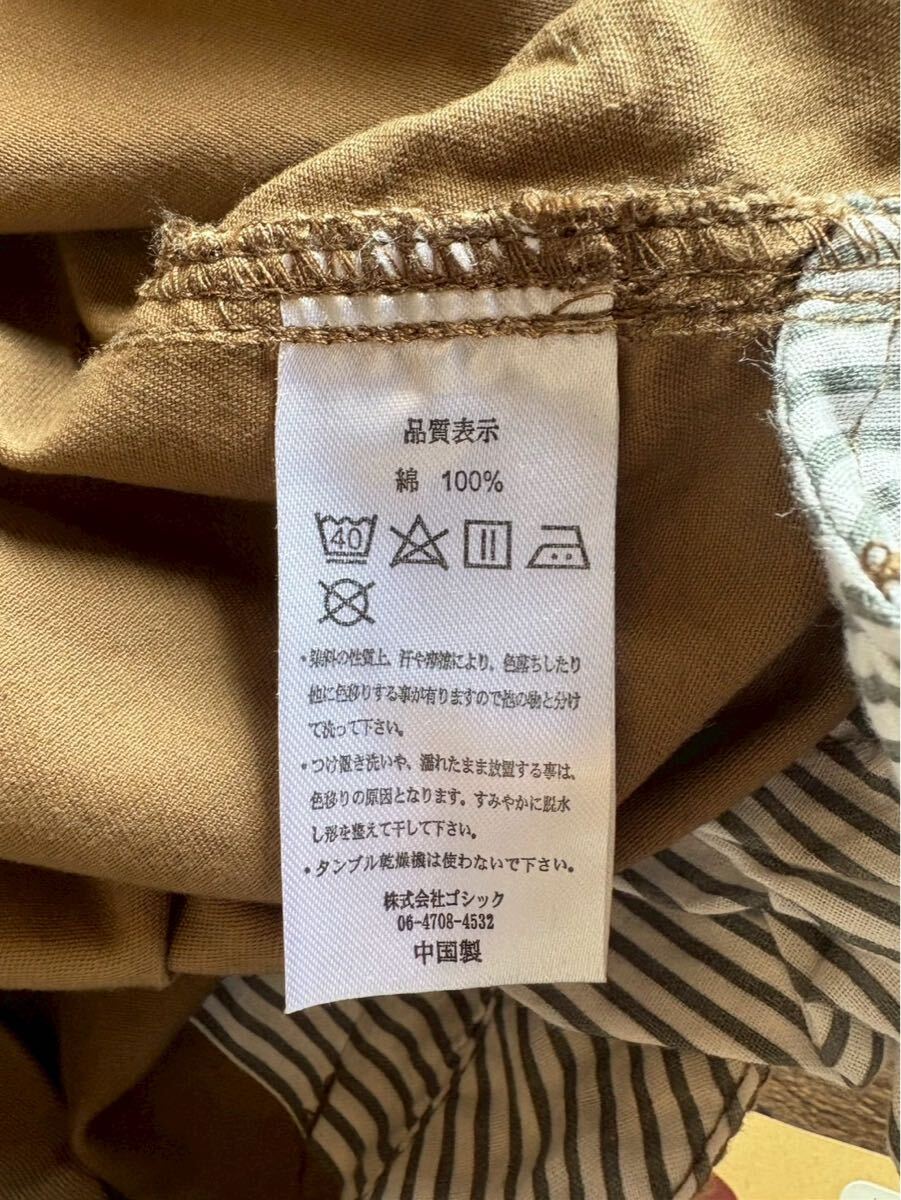 品質表示
綿 100%
40
・染料の性質上、汗や摩擦により、色落ちしたり
他に色移りする事が有りますので他の物と分け
て洗って下さい。
・つけ置き洗いや、濡れたまま放置する事は、
色移りの原因となります。すみやかに脱水
し形を整えて干して下さい。
・タンブル乾燥機は使わないで下さい。
株式会社ゴシック
06-4708-4532
中国製